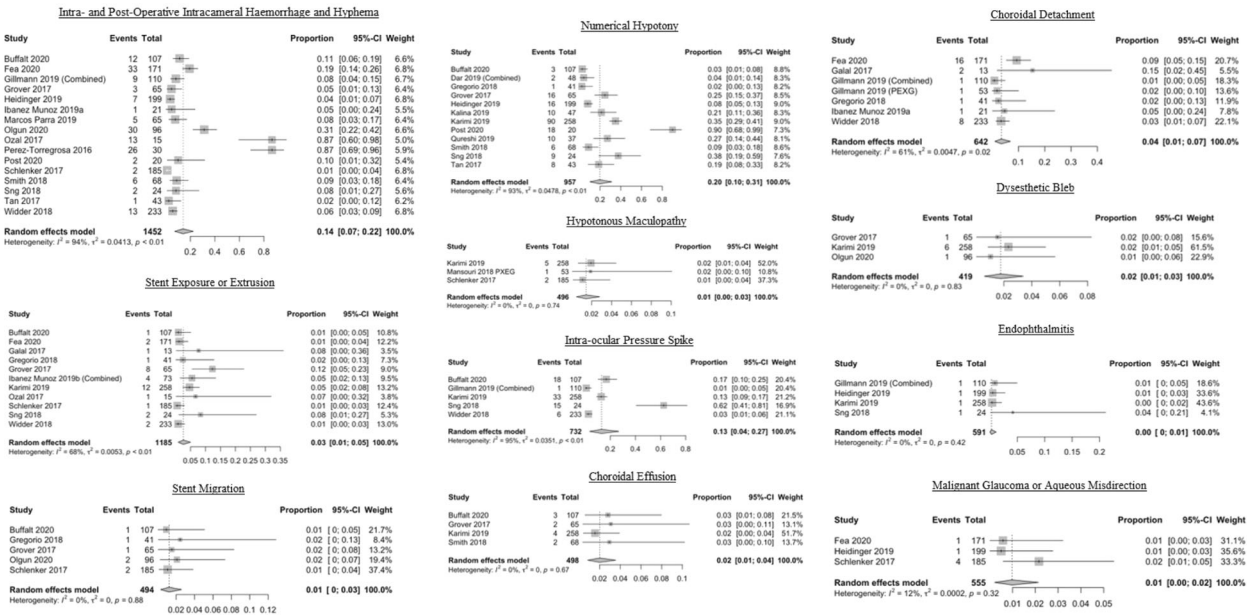 Intra- and Post-Operative Intracameral Haemorrhage and Hyphema
Study Events Total Proportion 95%-CI Weight
Buffalt 2020 12 107 0.11 [0.06; 0.19] 6.6%
Fea 2020 33 171 0.19 [0.14; 0.26] 6.8%
Gillmann 2019 (Combined) 9 110 0.08 [0.04; 0.15] 6.6%
Grover 2017 3 65 0.05 [0.01; 0.13] 6.3%
Heidinger 2019 7 199 0.04 [0.01; 0.07] 6.8%
Ibanez Munoz 2019a 1 21 0.05 [0.00; 0.24] 5.2%
Marcos Parra 2019 5 65 0.08 [0.03; 0.17] 6.3%
Olgun 2020 30 96 0.31 [0.22; 0.42] 6.5%
Ozal 2017 13 15 0.87 [0.60; 0.98] 4.7%
Perez-Torregrosa 2016 26 30 0.87 [0.69; 0.96] 5.6%
Post 2020 2 20 0.10 [0.01; 0.32] 5.1%
Schlenker 2017 2 185 0.01 [0.00; 0.04] 6.8%
Smith 2018 6 68 0.09 [0.03; 0.18] 6.4%
Sng 2018 2 24 0.08 [0.01; 0.27] 5.3%
Tan 2017 1 43 0.02 [0.00; 0.12] 6.0%
Widder 2018 13 233 0.06 [0.03; 0.09] 6.8%
Random effects model 1452 0.14 [0.07; 0.22] 100.0%
Heterogeneity: I² = 94%, τ² = 0.0413, p < 0.01
0.2 0.4 0.6 0.8
Stent Exposure or Extrusion
Study Events Total Proportion 95%-CI Weight
Buffalt 2020 1 107 0.01 [0.00; 0.05] 10.8%
Fea 2020 2 171 0.01 [0.00; 0.04] 12.2%
Galal 2017 1 13 0.08 [0.00; 0.36] 3.5%
Gregorio 2018 1 41 0.02 [0.00; 0.13] 7.3%
Grover 2017 8 65 0.12 [0.05; 0.23] 9.0%
Ibanez Munoz 2019b (Combined) 4 73 0.05 [0.02; 0.13] 9.4%
Karimi 2019 12 258 0.05 [0.02; 0.08] 13.2%
Ozal 2017 1 15 0.07 [0.00; 0.32] 3.8%
Schlenker 2017 1 185 0.01 [0.00; 0.03] 12.4%
Sng 2018 2 24 0.08 [0.01; 0.27] 5.3%
Widder 2018 2 233 0.01 [0.00; 0.03] 13.0%
Random effects model 1185 0.03 [0.01; 0.05] 100.0%
Heterogeneity: I² = 68%, τ² = 0.0053, p < 0.01
0.05 0.1 0.15 0.2 0.25 0.3 0.35
Stent Migration
Study Events Total Proportion 95%-CI Weight
Buffalt 2020 1 107 0.01 [ 0; 0.05] 21.7%
Gregorio 2018 1 41 0.02 [ 0; 0.13] 8.4%
Grover 2017 1 65 0.02 [ 0; 0.08] 13.2%
Olgun 2020 2 96 0.02 [ 0; 0.07] 19.4%
Schlenker 2017 2 185 0.01 [ 0; 0.04] 37.4%
Random effects model 494 0.01 [ 0; 0.03] 100.0%
Heterogeneity: I² = 0%, τ² = 0, p = 0.88
0.02 0.04 0.06 0.08 0.1 0.12
Numerical Hypotony
Study Events Total Proportion 95%-CI Weight
Buffalt 2020 3 107 0.03 [0.01; 0.08] 8.7%
Dar 2019 (Combined) 2 48 0.04 [0.01; 0.14] 8.3%
Gregorio 2018 1 41 0.02 [0.00; 0.13] 8.2%
Grover 2017 16 65 0.25 [0.15; 0.37] 8.5%
Heidinger 2019 16 199 0.08 [0.05; 0.13] 8.8%
Kalina 2019 10 47 0.21 [0.11; 0.36] 8.3%
Karimi 2019 90 258 0.35 [0.29; 0.41] 8.9%
Post 2020 18 20 0.90 [0.68; 0.99] 7.3%
Qureshi 2019 10 37 0.27 [0.14; 0.44] 8.1%
Smith 2018 6 68 0.09 [0.03; 0.18] 8.5%
Sng 2018 9 24 0.38 [0.19; 0.59] 7.6%
Tan 2017 8 43 0.19 [0.08; 0.33] 8.2%
Random effects model 957 0.20 [0.10; 0.31] 100.0%
Heterogeneity: I² = 93%, τ² = 0.0478, p < 0.01
0.2 0.4 0.6 0.8
Hypotonous Maculopathy
Study Events Total Proportion 95%-CI Weight
Karimi 2019 5 258 0.02 [0.01; 0.04] 52.0%
Mansouri 2018 PXEG 1 53 0.02 [0.00; 0.10] 10.8%
Schlenker 2017 2 185 0.01 [0.00; 0.04] 37.3%
Random effects model 496 0.01 [0.00; 0.03] 100.0%
Heterogeneity: I² = 0%, τ² = 0, p = 0.74
0.02 0.04 0.06 0.08 0.1
Intra-ocular Pressure Spike
Study Events Total Proportion 95%-CI Weight
Buffalt 2020 18 107 0.17 [0.10; 0.25] 20.4%
Gillmann 2019 (Combined) 1 110 0.01 [0.00; 0.05] 20.4%
Karimi 2019 33 258 0.13 [0.09; 0.17] 21.2%
Sng 2018 15 24 0.62 [0.41; 0.81] 16.9%
Widder 2018 6 233 0.03 [0.01; 0.06] 21.1%
Random effects model 732 0.13 [0.04; 0.27] 100.0%
Heterogeneity: I² = 95%, τ² = 0.0351, p < 0.01
0.2 0.4 0.6 0.8
Choroidal Effusion
Study Events Total Proportion 95%-CI Weight
Buffalt 2020 3 107 0.03 [0.01; 0.08] 21.5%
Grover 2017 2 65 0.03 [0.00; 0.11] 13.1%
Karimi 2019 4 258 0.02 [0.00; 0.04] 51.7%
Smith 2018 2 68 0.03 [0.00; 0.10] 13.7%
Random effects model 498 0.02 [0.01; 0.04] 100.0%
Heterogeneity: I² = 0%, τ² = 0, p = 0.67
0.02 0.04 0.06 0.08 0.1
Choroidal Detachment
Study Events Total Proportion 95%-CI Weight
Fea 2020 16 171 0.09 [0.05; 0.15] 20.7%
Galal 2017 2 13 0.15 [0.02; 0.45] 5.5%
Gillmann 2019 (Combined) 1 110 0.01 [0.00; 0.05] 18.3%
Gillmann 2019 (PEXG) 1 53 0.02 [0.00; 0.10] 13.9%
Gregorio 2018 1 41 0.02 [0.00; 0.13] 12.2%
Ibanez Munoz 2019a 1 21 0.05 [0.00; 0.24] 7.2%
Widder 2018 8 233 0.03 [0.01; 0.07] 22.1%
Random effects model 642 0.04 [0.01; 0.07] 100.0%
Heterogeneity: I² = 61%, τ² = 0.0047, p = 0.02
0.1 0.2 0.3 0.4
Dysesthetic Bleb
Study Events Total Proportion 95%-CI Weight
Grover 2017 1 65 0.02 [0.00; 0.08] 15.6%
Karimi 2019 6 258 0.02 [0.01; 0.05] 61.5%
Olgun 2020 1 96 0.01 [0.00; 0.06] 22.9%
Random effects model 419 0.02 [0.01; 0.03] 100.0%
Heterogeneity: I² = 0%, τ² = 0, p = 0.83
0.02 0.04 0.06 0.08
Endophthalmitis
Study Events Total Proportion 95%-CI Weight
Gillmann 2019 (Combined) 1 110 0.01 [ 0; 0.05] 18.6%
Heidinger 2019 1 199 0.01 [ 0; 0.03] 33.6%
Karimi 2019 1 258 0.00 [ 0; 0.02] 43.6%
Sng 2018 1 24 0.04 [ 0; 0.21] 4.1%
Random effects model 591 0.00 [ 0; 0.01] 100.0%
Heterogeneity: I² = 0%, τ² = 0, p = 0.42
0.05 0.1 0.15 0.2
Malignant Glaucoma or Aqueous Misdirection
Study Events Total Proportion 95%-CI Weight
Fea 2020 1 171 0.01 [0.00; 0.03] 31.1%
Heidinger 2019 1 199 0.01 [0.00; 0.03] 35.6%
Schlenker 2017 4 185 0.02 [0.01; 0.05] 33.3%
Random effects model 555 0.01 [0.00; 0.02] 100.0%
Heterogeneity: I² = 12%, τ² = 0.0002, p = 0.32
0.01 0.02 0.03 0.04 0.05